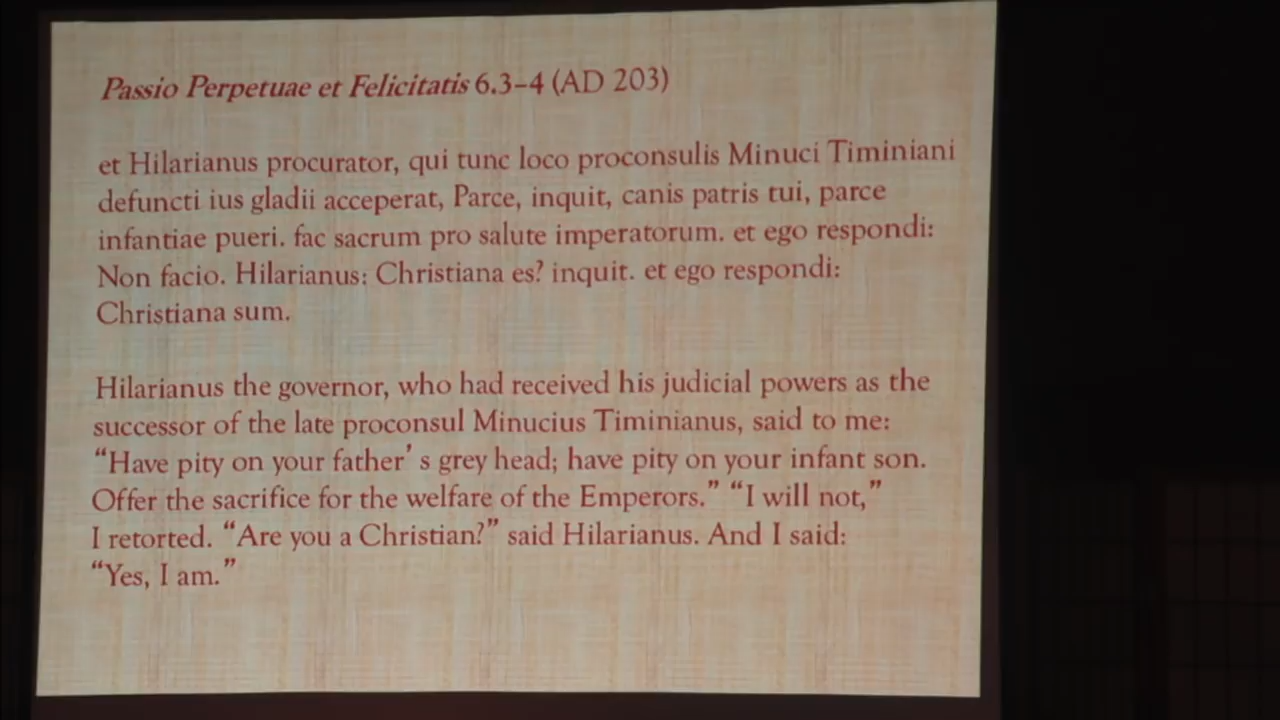 Passio Perpetuae et Felicitatis 6.3–4 (AD 203)
et Hilarianus procurator, qui tunc loco proconsulis Minuci Timiniani
defuncti ius gladii acceperat, Parce, inquit, canis patris tui, parce
infantiae pueri. fac sacrum pro salute imperatorum. et ego respondi:
Non facio. Hilarianus: Christiana es? inquit. et ego respondi:
Christiana sum.
Hilarianus the governor, who had received his judicial powers as the
successor of the late proconsul Minucius Timinianus, said to me:
“Have pity on your father’ s grey head; have pity on your infant son.
Offer the sacrifice for the welfare of the Emperors.” “I will not,”
I retorted. “Are you a Christian?” said Hilarianus. And I said:
“Yes, I am.”